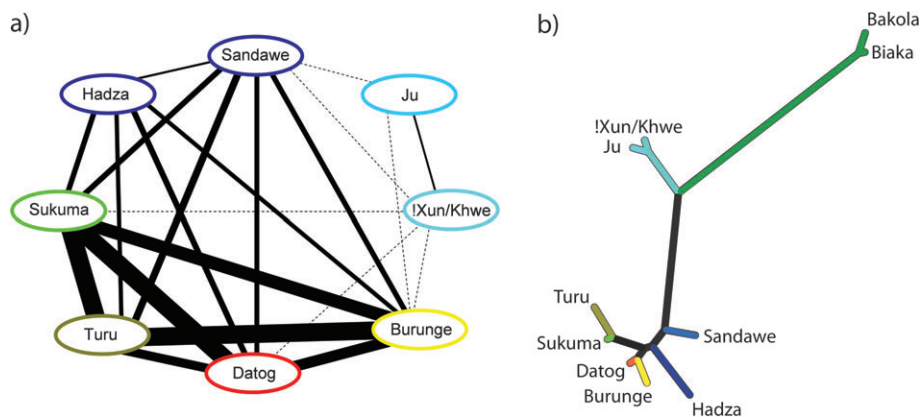 a)
Sandawe
Hadza
Ju
Sukuma
!Xun/Khwe
Turu
Burunge
Datog
b)
Bakola
Biaka
!Xun/Khwe
Ju
Turu
Sukuma
Sandawe
Datog
Burunge
Hadza